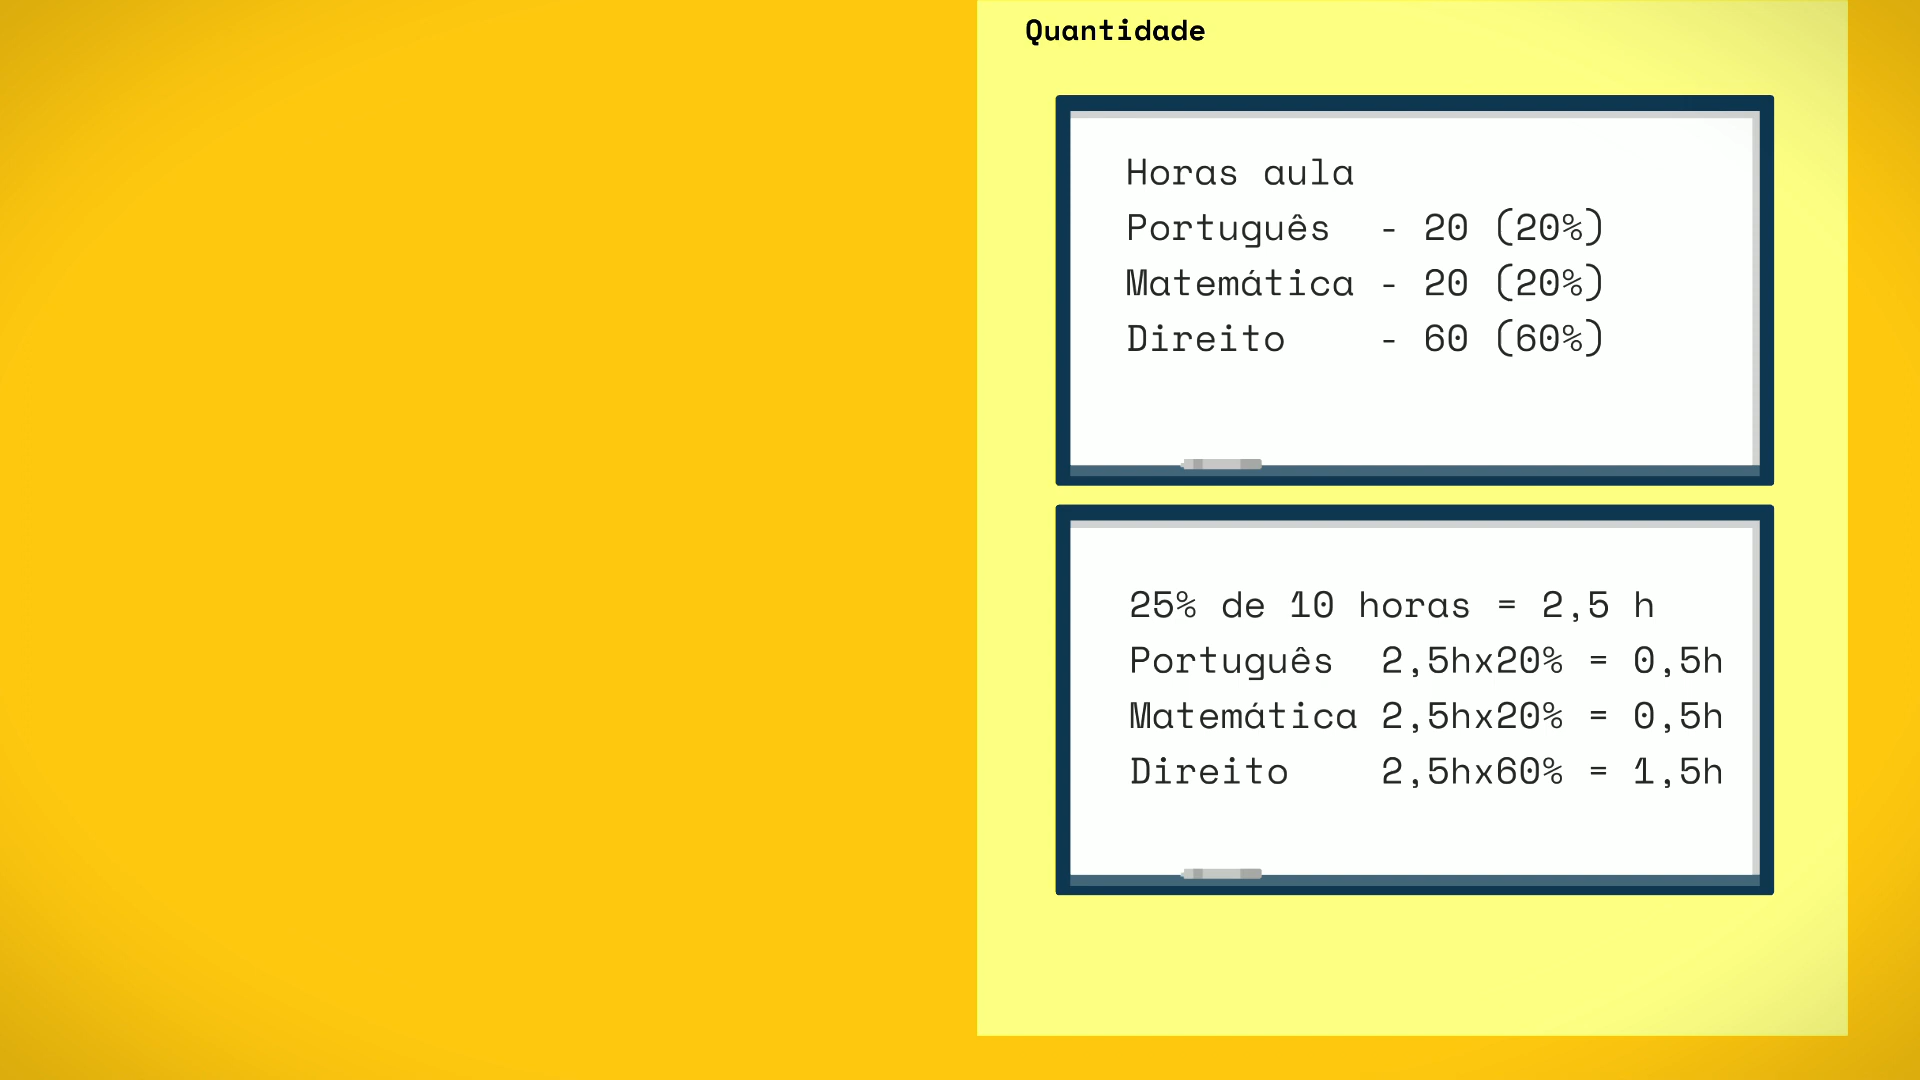 Quantidade
Horas aula
Português - 20 (20%)
Matemática - 20 (20%)
Direito - 60 (60%)
25% de 10 horas = 2,5 h
Português 2,5hx20% = 0,5h
Matemática 2,5hx20% = 0,5h
Direito 2,5hx60% = 1,5h